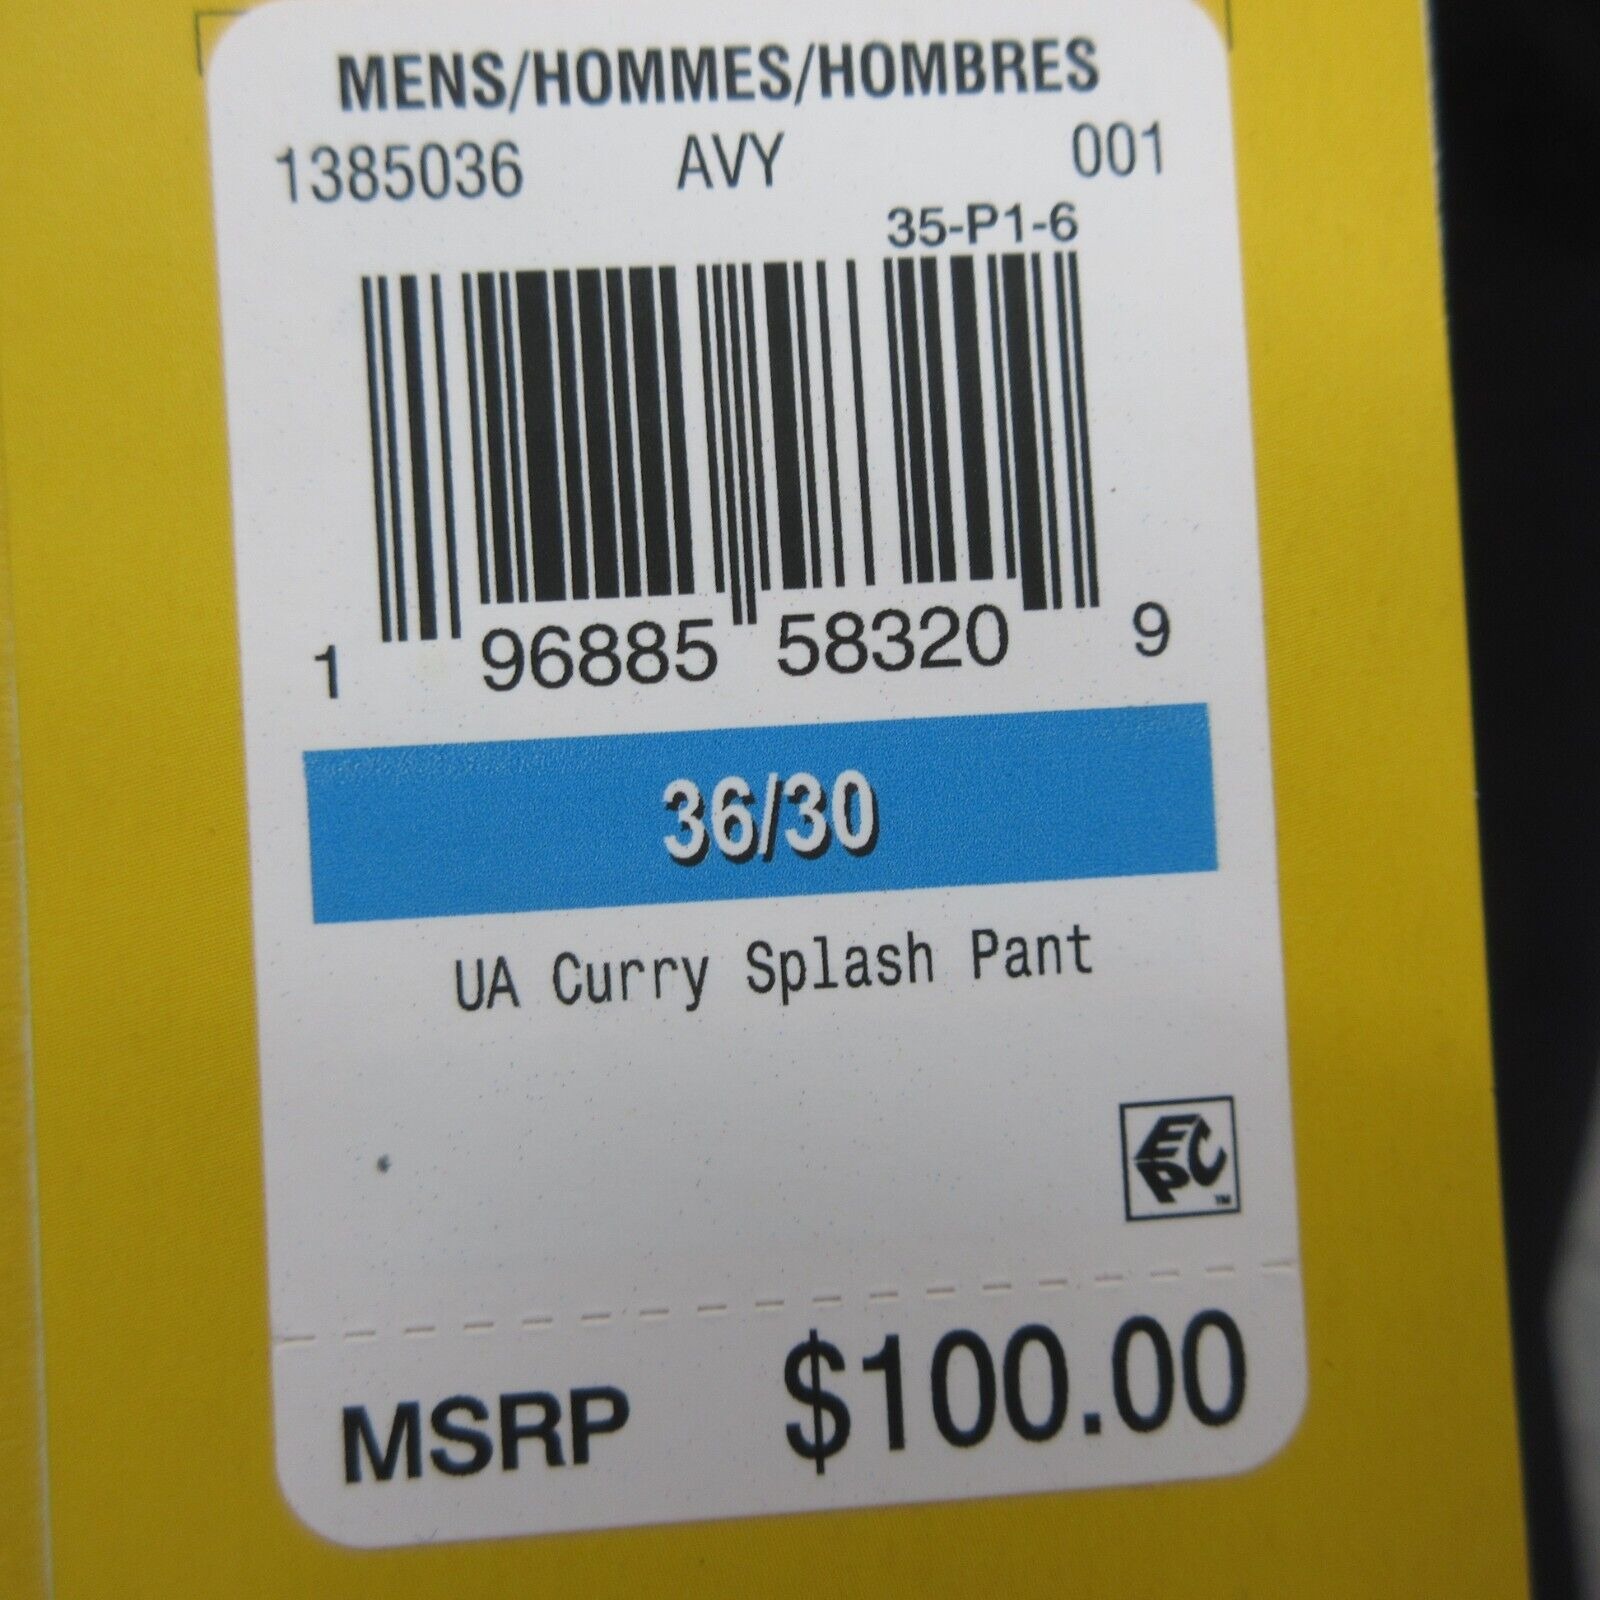 MENS/HOMMES/HOMBRES
1385036 AVY 001
35-P1-6
1 96885 58320 9
36/30
UA Curry Splash Pant
EPC™
MSRP $100.00